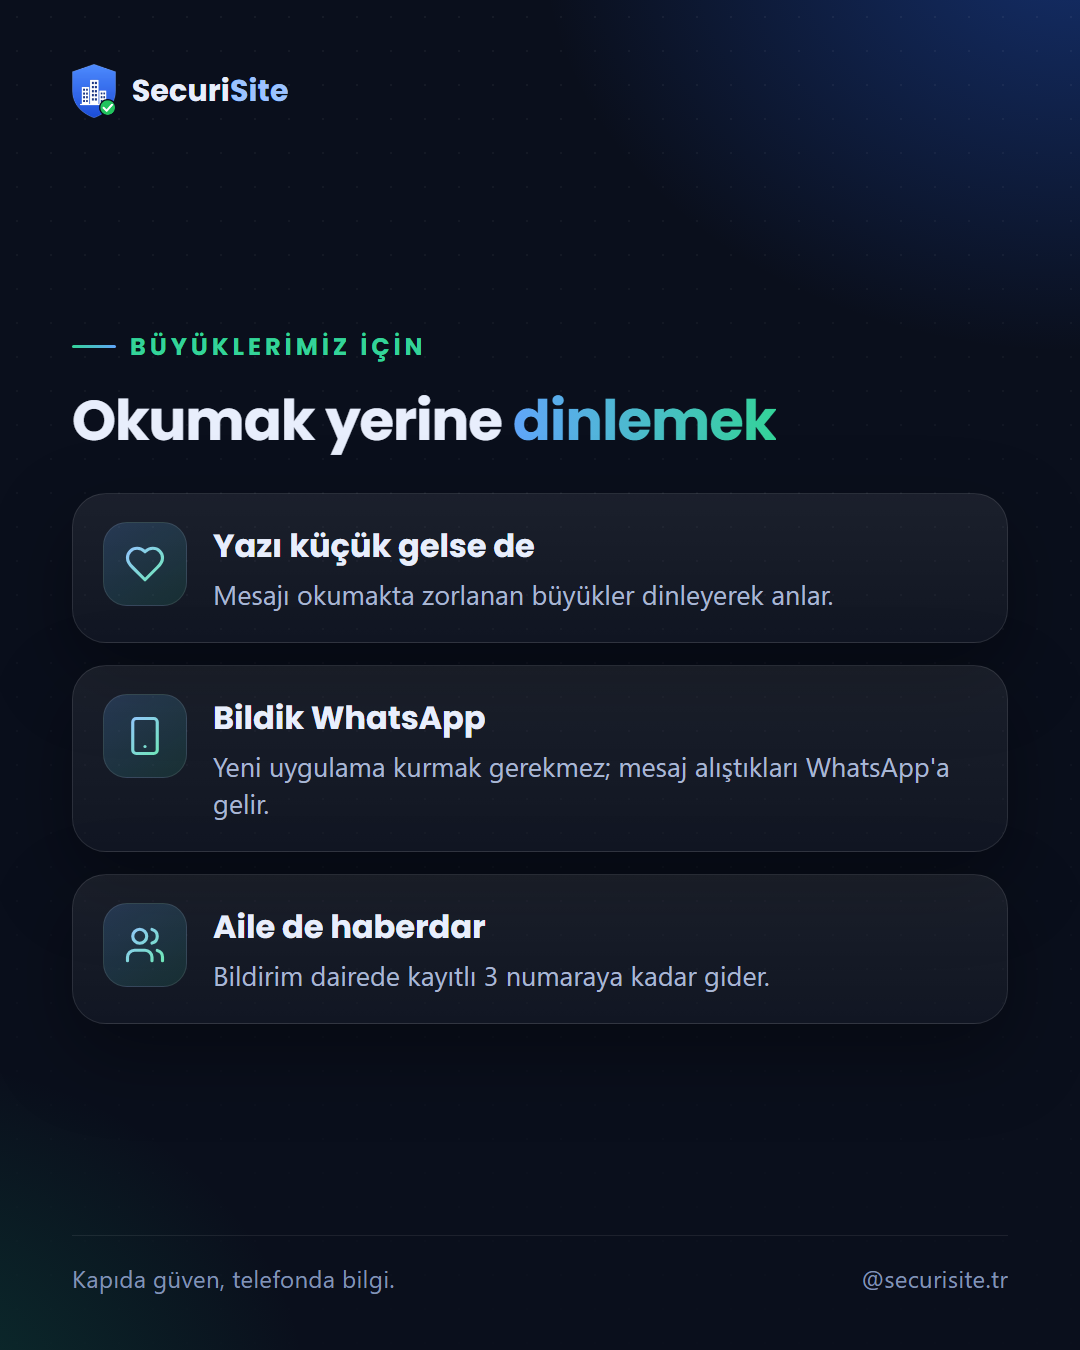 SecuriSite
BÜYÜKLERİMİZ İÇİN
Okumak yerine dinlemek
Yazı küçük gelse de
Mesajı okumakta zorlanan büyükler dinleyerek anlar.
Bildik WhatsApp
Yeni uygulama kurmak gerekmez; mesaj alıştıkları WhatsApp'a
gelir.
Aile de haberdar
Bildirim dairede kayıtlı 3 numaraya kadar gider.
Kapıda güven, telefonda bilgi.
@securisite.tr